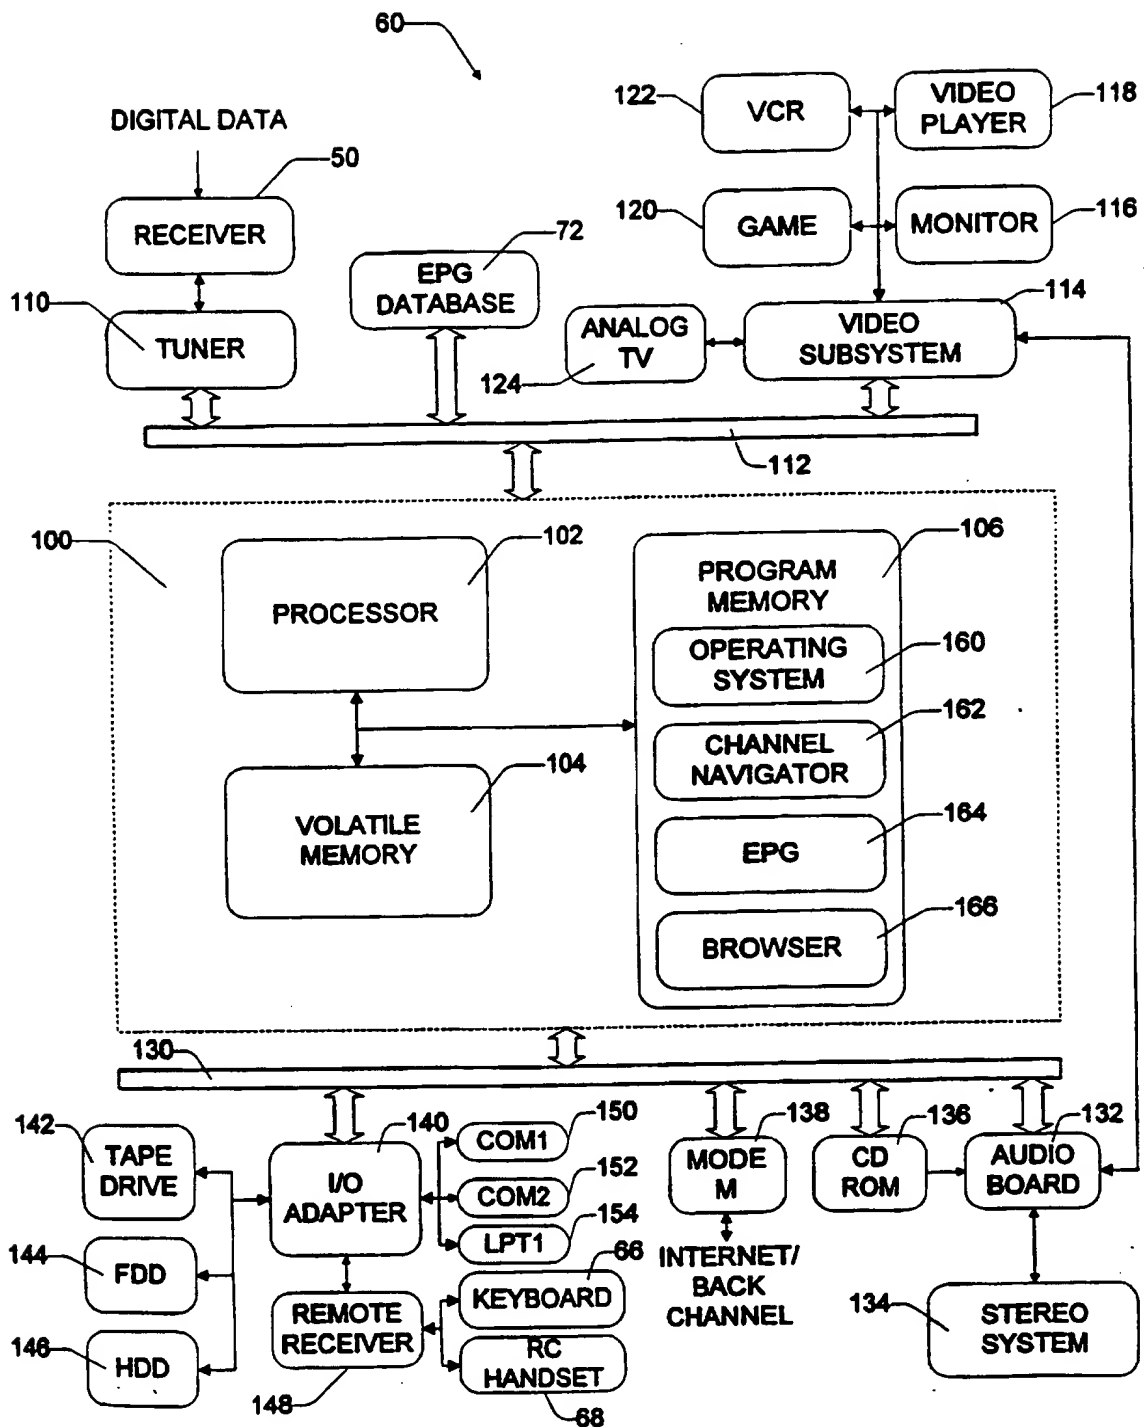 60
DIGITAL DATA
50
RECEIVER
110
TUNER
72
EPG
DATABASE
122
VCR
VIDEO
PLAYER
118
120
GAME
MONITOR
116
ANALOG
TV
124
VIDEO
SUBSYSTEM
114
112
100
102
PROCESSOR
104
VOLATILE
MEMORY
106
PROGRAM
MEMORY
OPERATING
SYSTEM
160
162
CHANNEL
NAVIGATOR
164
EPG
166
BROWSER
130
142
TAPE
DRIVE
144
FDD
146
HDD
140
I/O
ADAPTER
COM1
150
COM2
152
LPT1
154
REMOTE
RECEIVER
148
66
KEYBOARD
RC
HANDSET
68
138
MODE
M
INTERNET/
BACK
CHANNEL
136
CD
ROM
132
AUDIO
BOARD
134
STEREO
SYSTEM